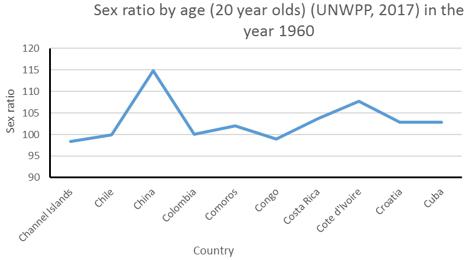 Sex ratio by age (20 year olds) (UNWPP, 2017) in the
year 1960
120
115
110
105
100
95
90
Sex ratio
Channel Islands
Chile
China
Colombia
Comoros
Congo
Costa Rica
Cote d'Ivoire
Croatia
Cuba
Country